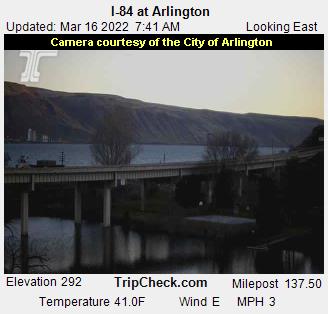 I-84 at Arlington
Updated: Mar 16 2022 7:41 AM Looking East
Camera courtesy of the City of Arlington
Elevation 292 TripCheck.com Milepost 137.50
Temperature 41.0F Wind E MPH 3